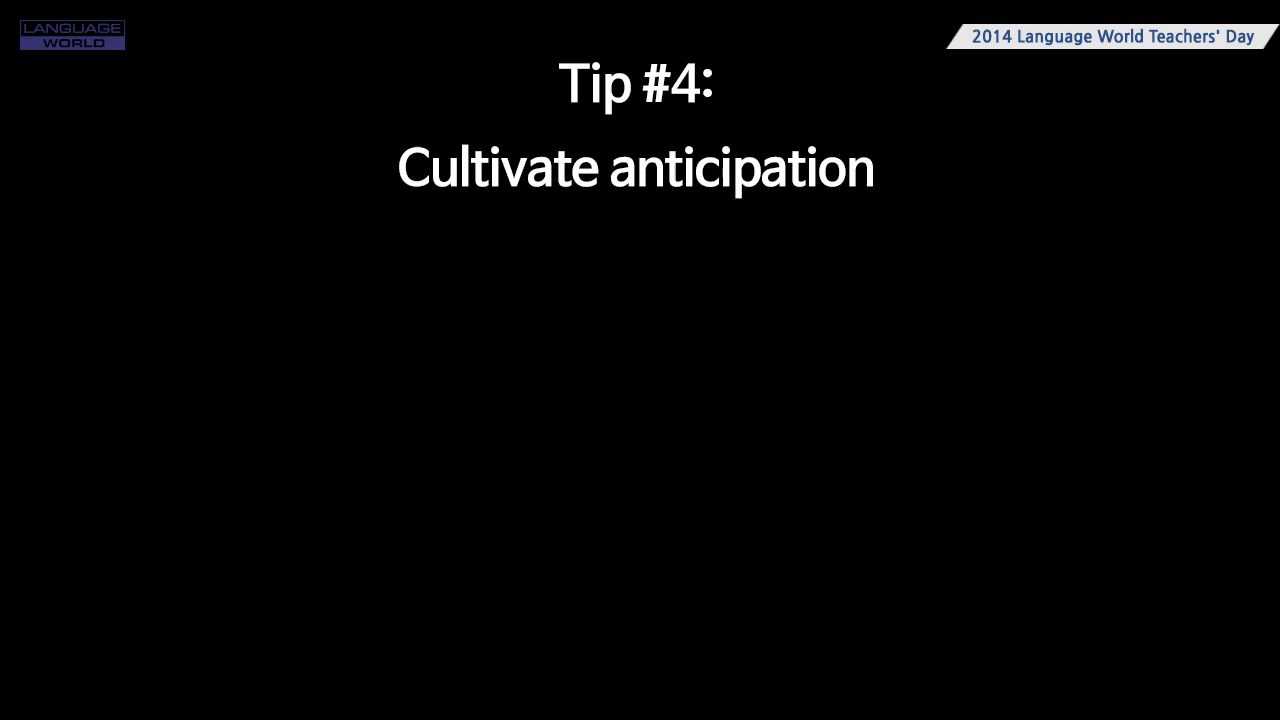 LANGUAGE
WORLD
2014 Language World Teachers' Day
Tip #4:
Cultivate anticipation